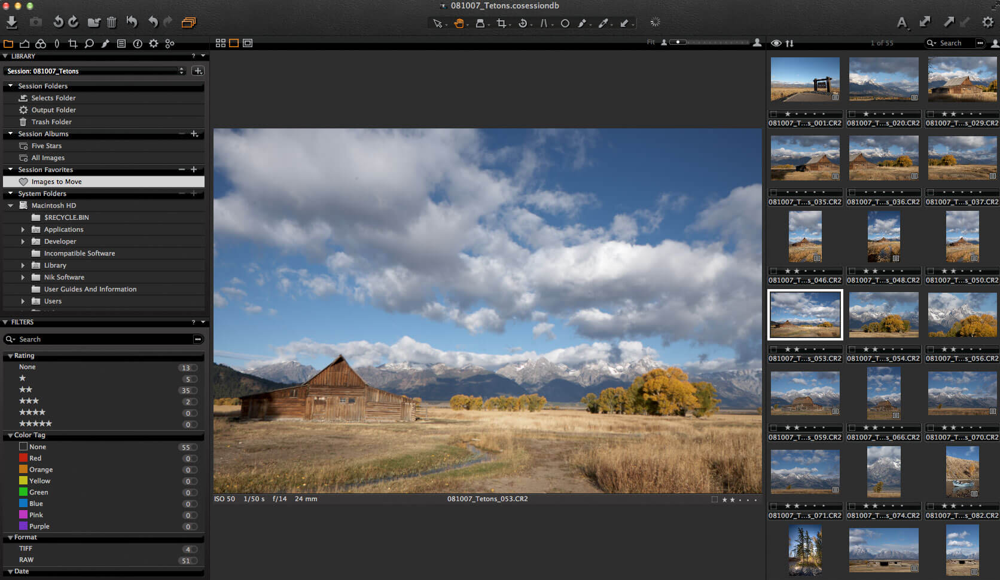 081007_Tetons.cosessiondb
A
Fit
1 of 55
Search
LIBRARY
?
Session: 081007_Tetons
Session Folders
Selects Folder
Output Folder
Trash Folder
Session Albums
Five Stars
All Images
Session Favorites
Images to Move
System Folders
Macintosh HD
$RECYCLE.BIN
Applications
Developer
Incompatible Software
Library
Nik Software
User Guides And Information
Users
FILTERS
?
Search
Rating
None 13
★ 5
★★ 35
★★★ 2
★★★★ 0
★★★★★ 0
Color Tag
None 55
Red 0
Orange 0
Yellow 0
Green 0
Blue 0
Pink 0
Purple 0
Format
TIFF 4
RAW 51
Date
ISO 50 1/50 s f/14 24 mm
081007_Tetons_053.CR2
081007_T...s_001.CR2 081007_T...s_020.CR2 081007_T...s_029.CR2
081007_T...s_035.CR2 081007_T...s_036.CR2 081007_T...s_037.CR2
081007_T...s_046.CR2 081007_T...s_048.CR2 081007_T...s_050.CR2
081007_T...s_053.CR2 081007_T...s_054.CR2 081007_T...s_056.CR2
081007_T...s_059.CR2 081007_T...s_066.CR2 081007_T...s_070.CR2
081007_T...s_071.CR2 081007_T...s_074.CR2 081007_T...s_082.CR2